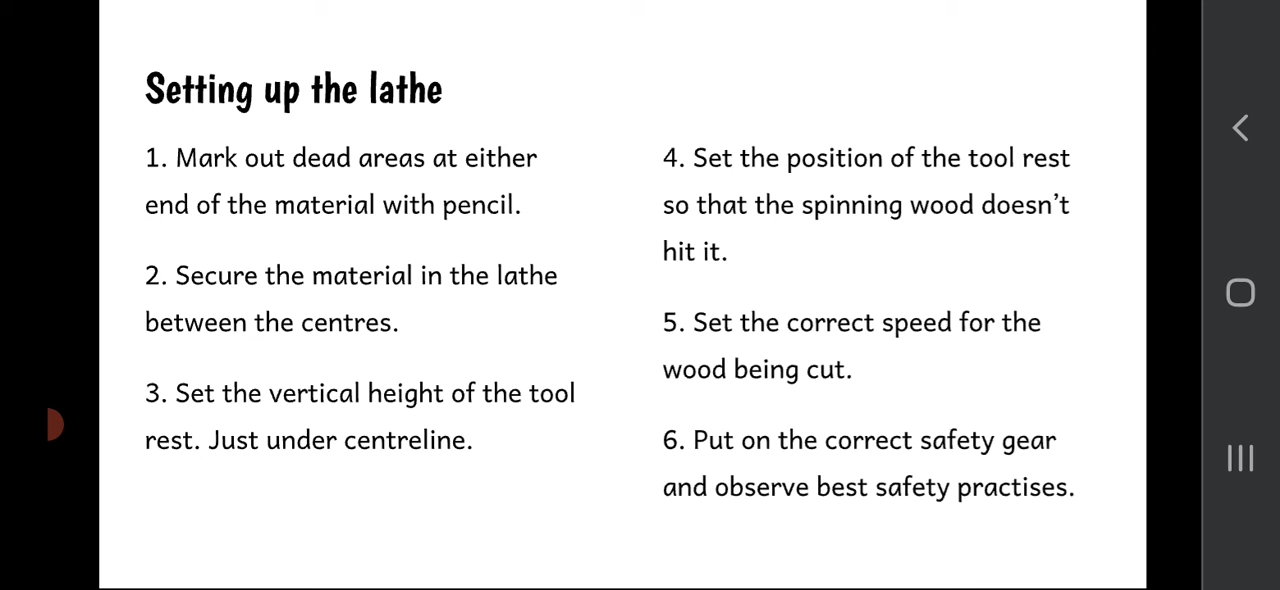 Setting up the lathe
1. Mark out dead areas at either
end of the material with pencil.
2. Secure the material in the lathe
between the centres.
3. Set the vertical height of the tool
rest. Just under centreline.
4. Set the position of the tool rest
so that the spinning wood doesn’t
hit it.
5. Set the correct speed for the
wood being cut.
6. Put on the correct safety gear
and observe best safety practises.